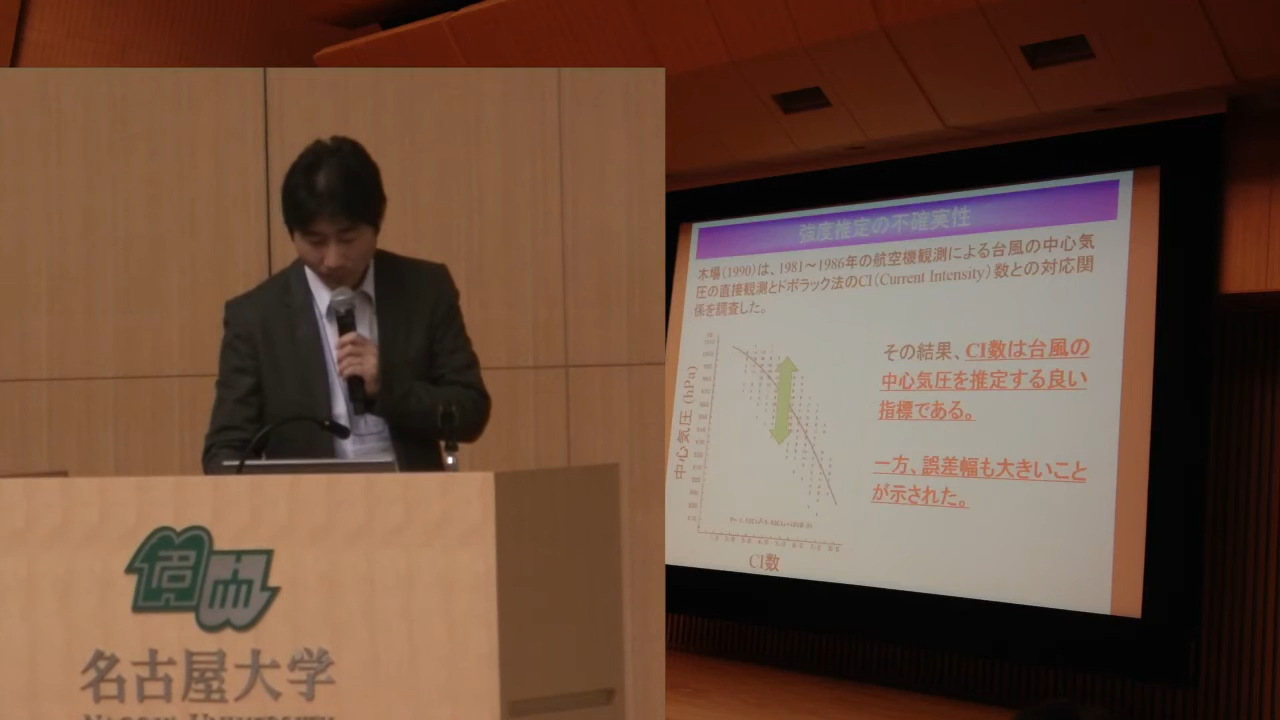 強度推定の不確実性
木場(1990)は、1981～1986年の航空機観測による台風の中心気
圧の直接観測とドボラック法のCI(Current Intensity)数との対応関
係を調査した。
その結果、CI数は台風の
中心気圧を推定する良い
指標である。
一方、誤差幅も大きいこと
が示された。
中心気圧(hPa)
CI数
名古屋大学
NAGOYA UNIVERSITY